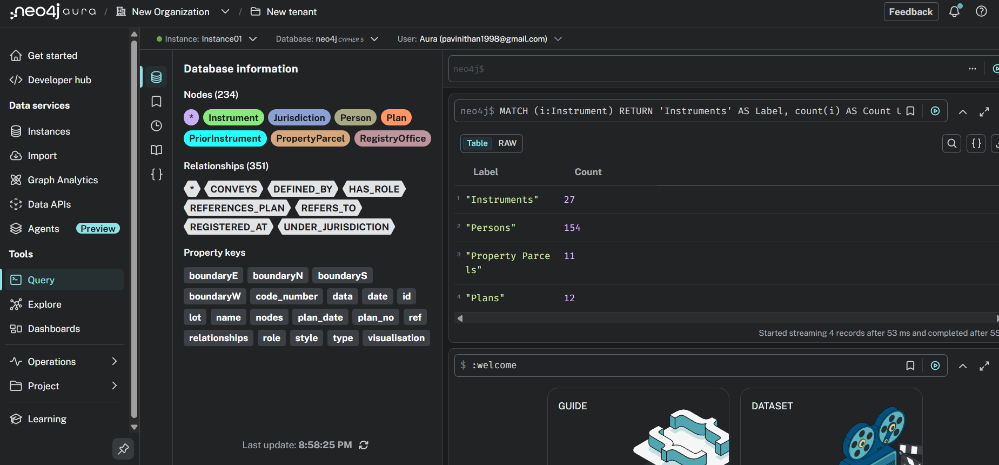 neo4j aura / New Organization / New tenant Feedback
Instance: Instance01 Database: neo4j CYPHER 5 User: Aura (pavinithan1998@gmail.com)
Get started
Developer hub
Data services
Instances
Import
Graph Analytics
Data APIs
Agents Preview
Tools
Query
Explore
Dashboards
Operations
Project
Learning
Database information
Nodes (234)
* Instrument Jurisdiction Person Plan
PriorInstrument PropertyParcel RegistryOffice
Relationships (351)
* CONVEYS DEFINED_BY HAS_ROLE
REFERENCES_PLAN REFERS_TO
REGISTERED_AT UNDER_JURISDICTION
Property keys
boundaryE boundaryN boundaryS
boundaryW code_number data date id
lot name nodes plan_date plan_no ref
relationships role style type visualisation
Last update: 8:58:25 PM
neo4j$
neo4j$ MATCH (i:Instrument) RETURN 'Instruments' AS Label, count(i) AS Count U
Table RAW
Label Count
1 "Instruments" 27
2 "Persons" 154
3 "Property Parce 11
ls"
4 "Plans" 12
Started streaming 4 records after 53 ms and completed after 55
$ :welcome
GUIDE DATASET